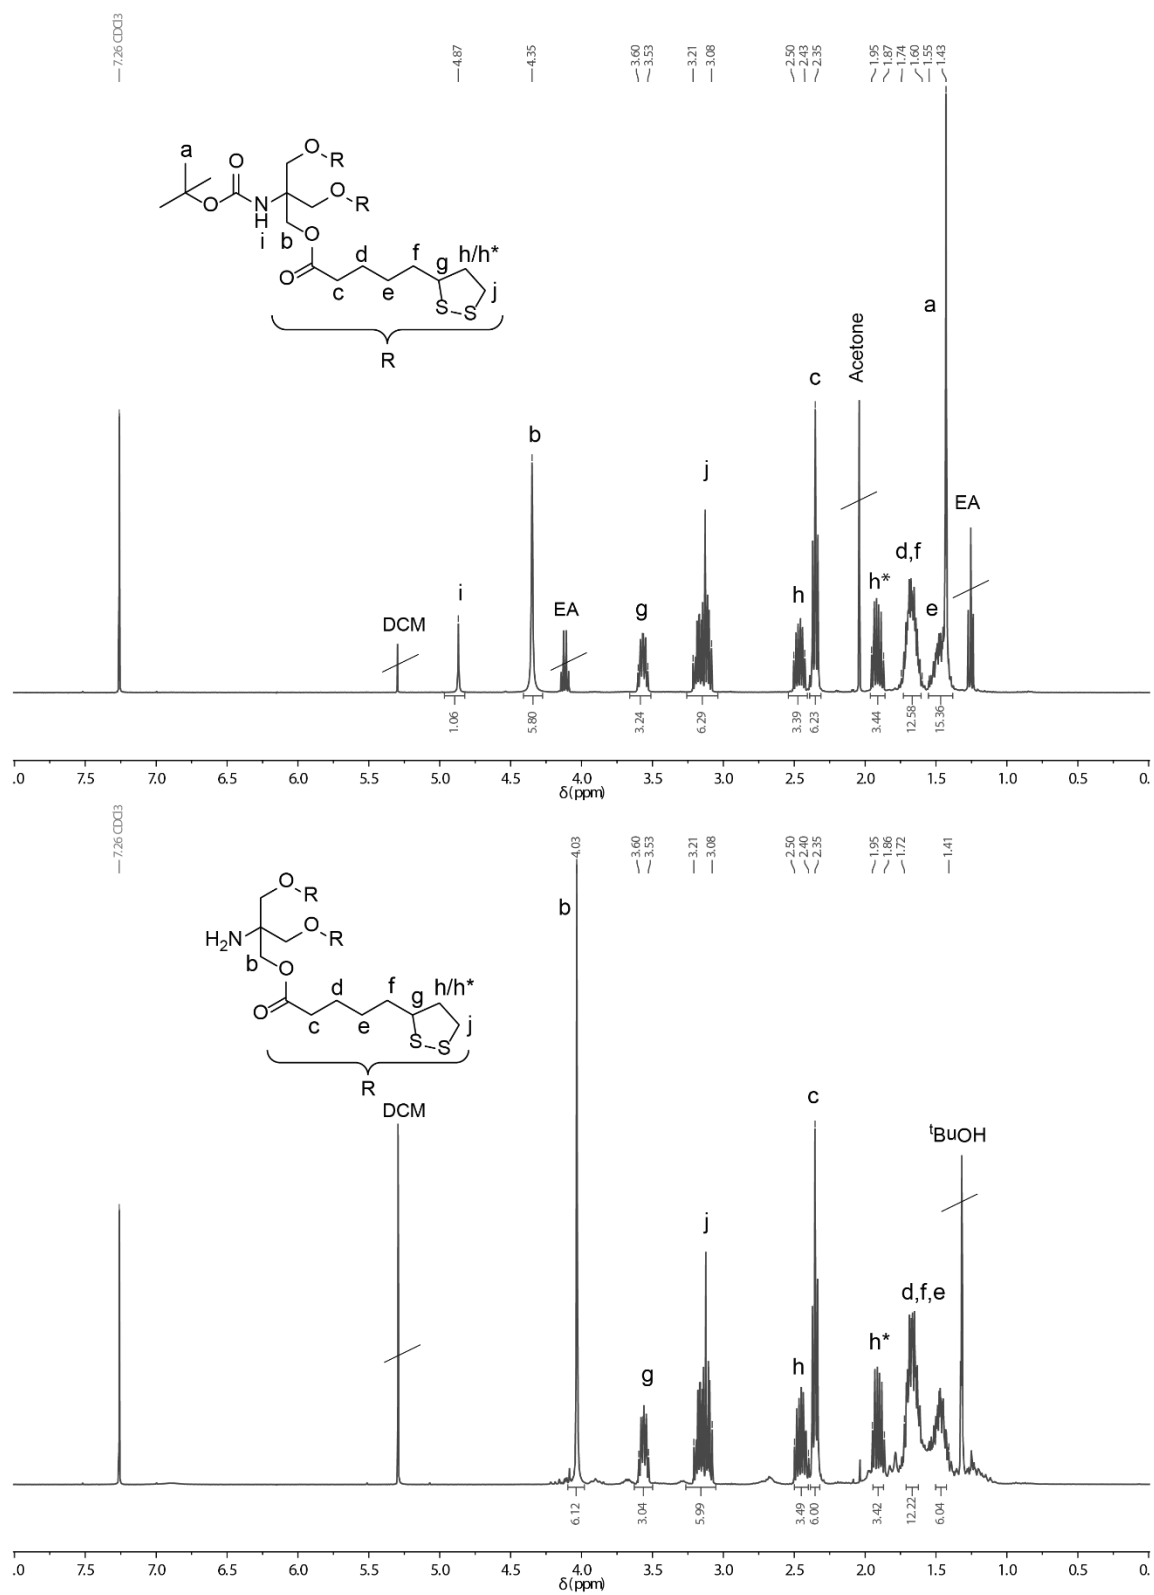 7.26 CDCl3
4.87
4.35
3.60
3.53
3.21
3.08
2.50
2.43
2.35
1.95
1.87
1.74
1.60
1.55
1.43
a
O
O
N
H
i
O
R
O
R
b
O
O
c
d
e
f
g
h/h*
j
S
S
R
DCM
i
b
EA
g
j
h
c
Acetone
h*
d,f
e
a
EA
1.06
5.80
3.24
6.29
3.39
6.23
3.44
12.58
15.36
.0 7.5 7.0 6.5 6.0 5.5 5.0 4.5 4.0 3.5 3.0 2.5 2.0 1.5 1.0 0.5 0.
δ(ppm)
7.26 CDCl3
4.03
3.60
3.53
3.21
3.08
2.50
2.40
2.35
1.95
1.86
1.72
1.41
O
R
O
R
H2N
b
O
O
c
d
e
f
g
h/h*
j
S
S
R
DCM
b
g
j
h
c
h*
d,f,e
tBuOH
6.12
3.04
5.99
3.49
6.00
3.42
12.22
6.04
.0 7.5 7.0 6.5 6.0 5.5 5.0 4.5 4.0 3.5 3.0 2.5 2.0 1.5 1.0 0.5 0.
δ(ppm)